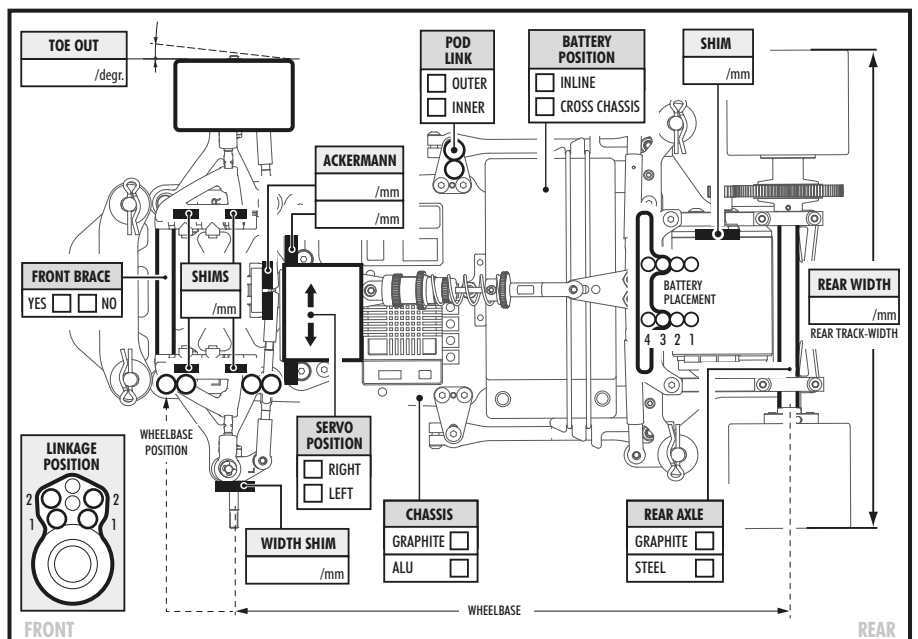 TOE OUT
/degr.
POD
LINK
OUTER
INNER
BATTERY
POSITION
INLINE
CROSS CHASSIS
SHIM
/mm
ACKERMANN
/mm
/mm
FRONT BRACE
YES NO
SHIMS
/mm
BATTERY
PLACEMENT
4 3 2 1
REAR WIDTH
/mm
REAR TRACK-WIDTH
WHEELBASE
POSITION
LINKAGE
POSITION
2 2
1 1
SERVO
POSITION
RIGHT
LEFT
WIDTH SHIM
/mm
CHASSIS
GRAPHITE
ALU
REAR AXLE
GRAPHITE
STEEL
WHEELBASE
FRONT REAR